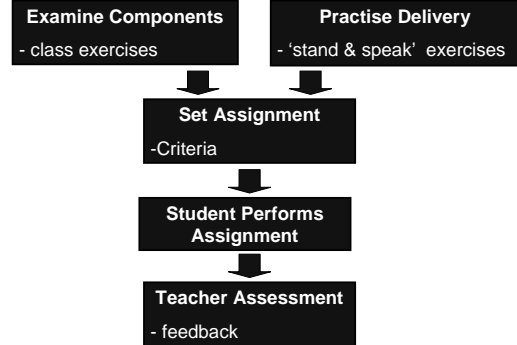 Examine Components
- class exercises
Practise Delivery
- ‘stand & speak’ exercises
Set Assignment
-Criteria
Student Performs
Assignment
Teacher Assessment
- feedback